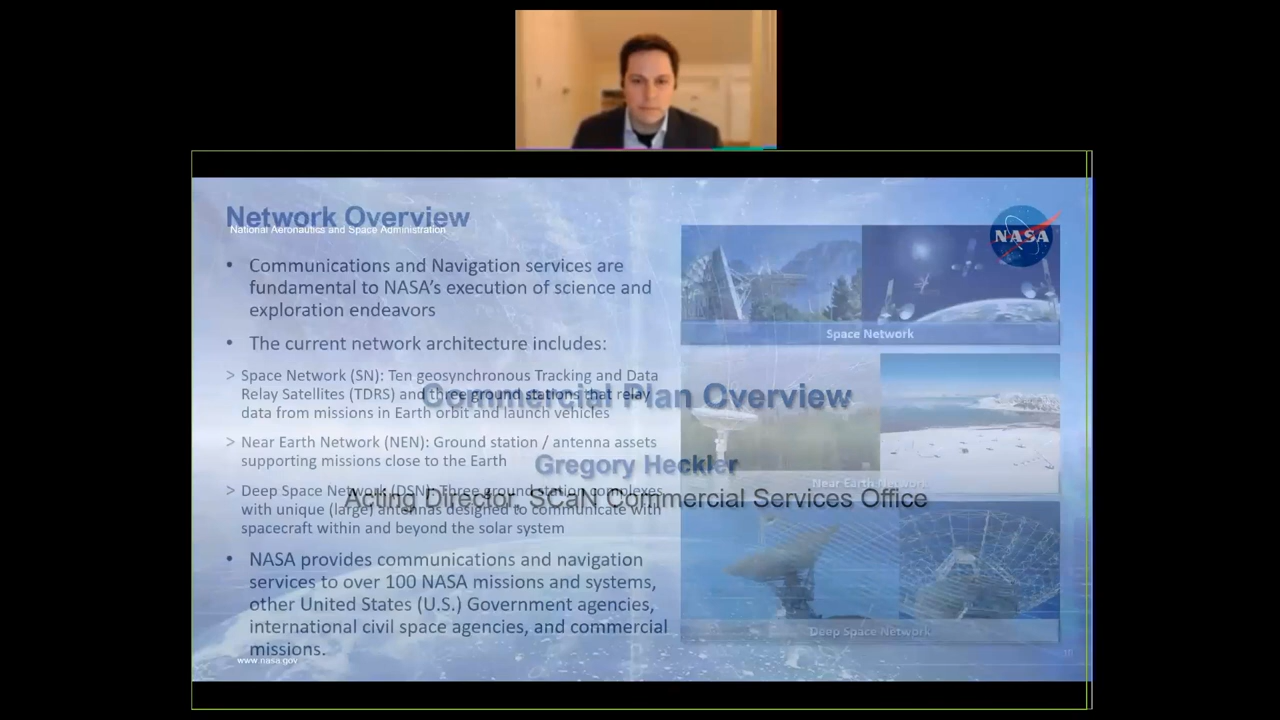 Network Overview
National Aeronautics and Space Administration
NASA
• Communications and Navigation services are
fundamental to NASA's execution of science and
exploration endeavors
• The current network architecture includes:
> Space Network (SN): Ten geosynchronous Tracking and Data
Relay Satellites (TDRS) and three ground stations that relay
data from missions in Earth orbit and launch vehicles
> Near Earth Network (NEN): Ground station / antenna assets
supporting missions close to the Earth
> Deep Space Network (DSN): Three ground station complexes
with unique (large) antennas designed to communicate with
spacecraft within and beyond the solar system
• NASA provides communications and navigation
services to over 100 NASA missions and systems,
other United States (U.S.) Government agencies,
international civil space agencies, and commercial
missions.
Space Network
Near Earth Network
Deep Space Network
Commercial Plan Overview
Gregory Heckler
Acting Director, SCaN Commercial Services Office
www.nasa.gov
10